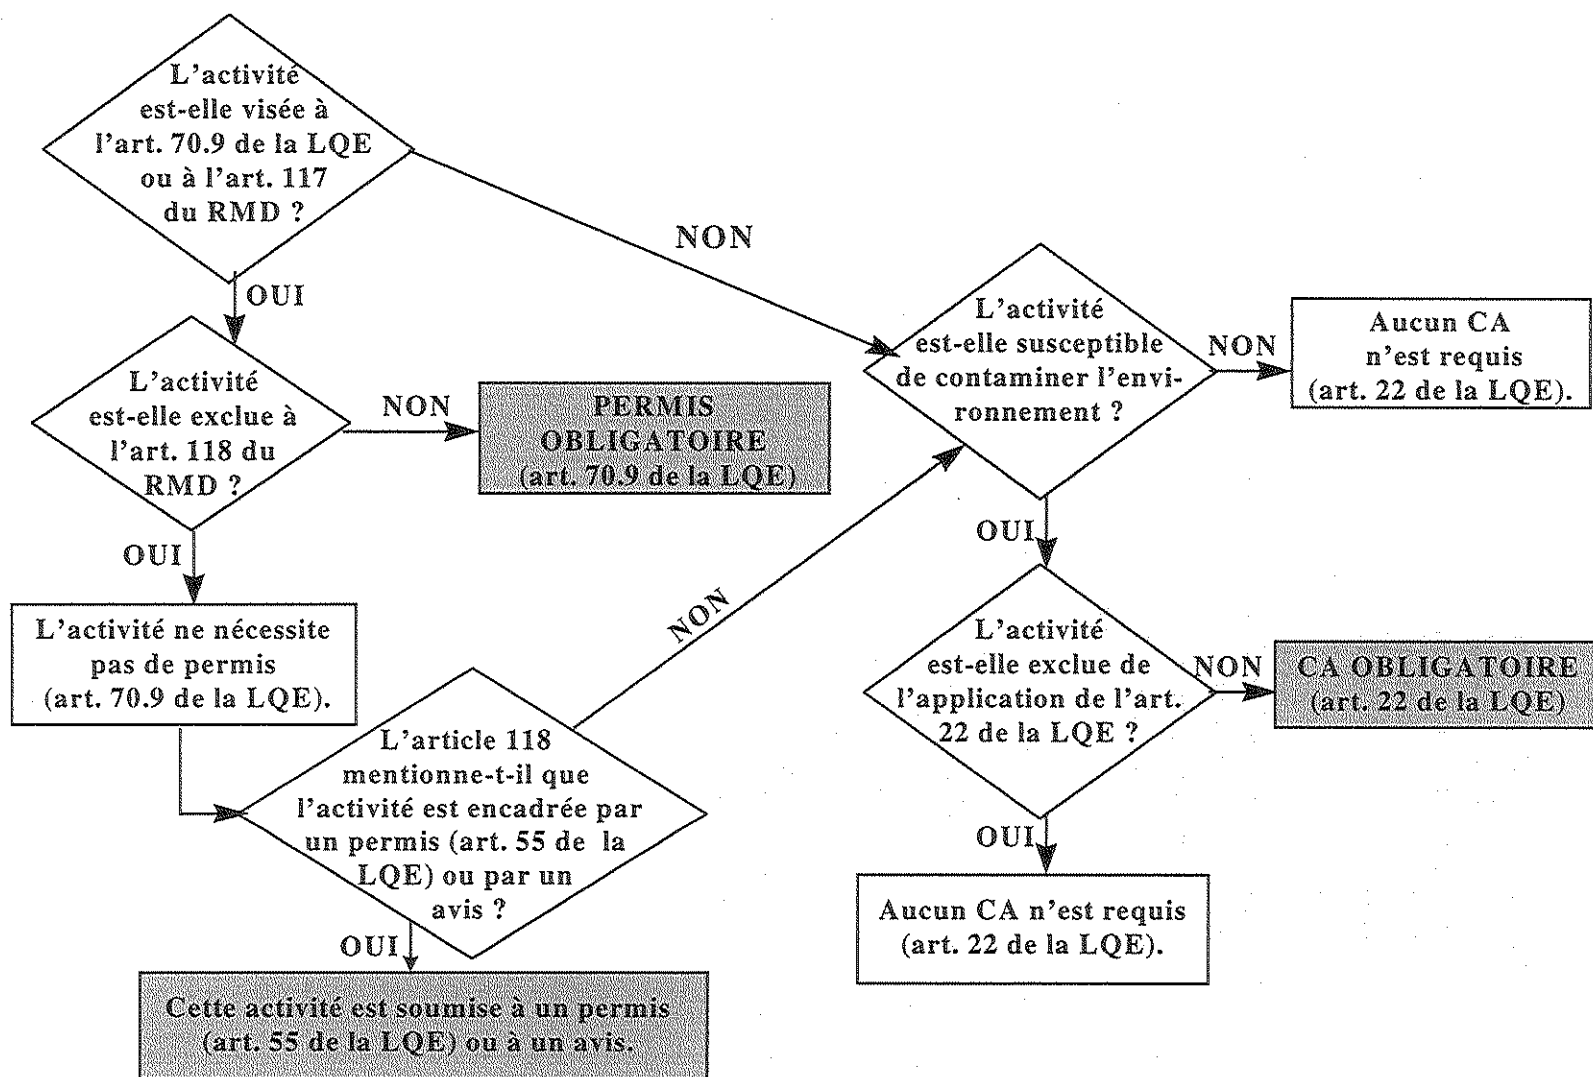 L'activité
est-elle visée à
l'art. 70.9 de la LQE
ou à l'art. 117
du RMD ?
NON
OUI
L'activité
est-elle exclue à
l'art. 118 du
RMD ?
NON
PERMIS
OBLIGATOIRE
(art. 70.9 de la LQE)
OUI
L'activité ne nécessite
pas de permis
(art. 70.9 de la LQE).
L'article 118
mentionne-t-il que
l'activité est encadrée par
un permis (art. 55 de la
LQE) ou par un
avis ?
NON
OUI
Cette activité est soumise à un permis
(art. 55 de la LQE) ou à un avis.
L'activité
est-elle susceptible
de contaminer l'envi-
ronnement ?
NON
Aucun CA
n'est requis
(art. 22 de la LQE).
OUI
L'activité
est-elle exclue de
l'application de l'art.
22 de la LQE ?
NON
CA OBLIGATOIRE
(art. 22 de la LQE)
OUI
Aucun CA n'est requis
(art. 22 de la LQE).